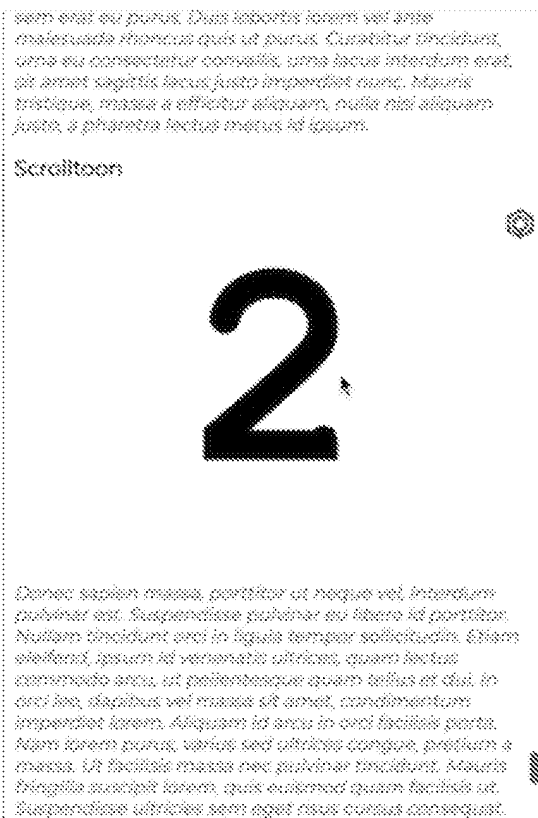 sem erat eu purus. Duis lobortis lorem vel ante
malesuada rhoncus quis ut purus. Curabitur tincidunt,
urna eu consectetur convallis, urna lacus interdum erat,
sit amet sagittis lacus justo imperdiet nunc. Mauris
tristique, massa a efficitur aliquam, nulla nisi aliquam
justo, a pharetra lectus metus id ipsum.
Scrolltoon
2
Donec sapien massa, porttitor ut neque vel, interdum
pulvinar est. Suspendisse pulvinar eu libero id porttitor.
Nullam tincidunt orci in ligula tempor sollicitudin. Etiam
eleifend, ipsum id venenatis ultrices, quam lectus
commodo arcu, ut pellentesque quam tellus et dui. In
orci leo, dapibus vel massa sit amet, condimentum
imperdiet lorem. Aliquam id arcu in orci facilisis porta.
Nam lorem purus, varius sed ultrices congue, pretium a
massa. Ut facilisis massa nec pulvinar tincidunt. Mauris
fringilla suscipit lorem, quis euismod quam facilisis ut.
Suspendisse ultricies sem eget risus cursus consequat.